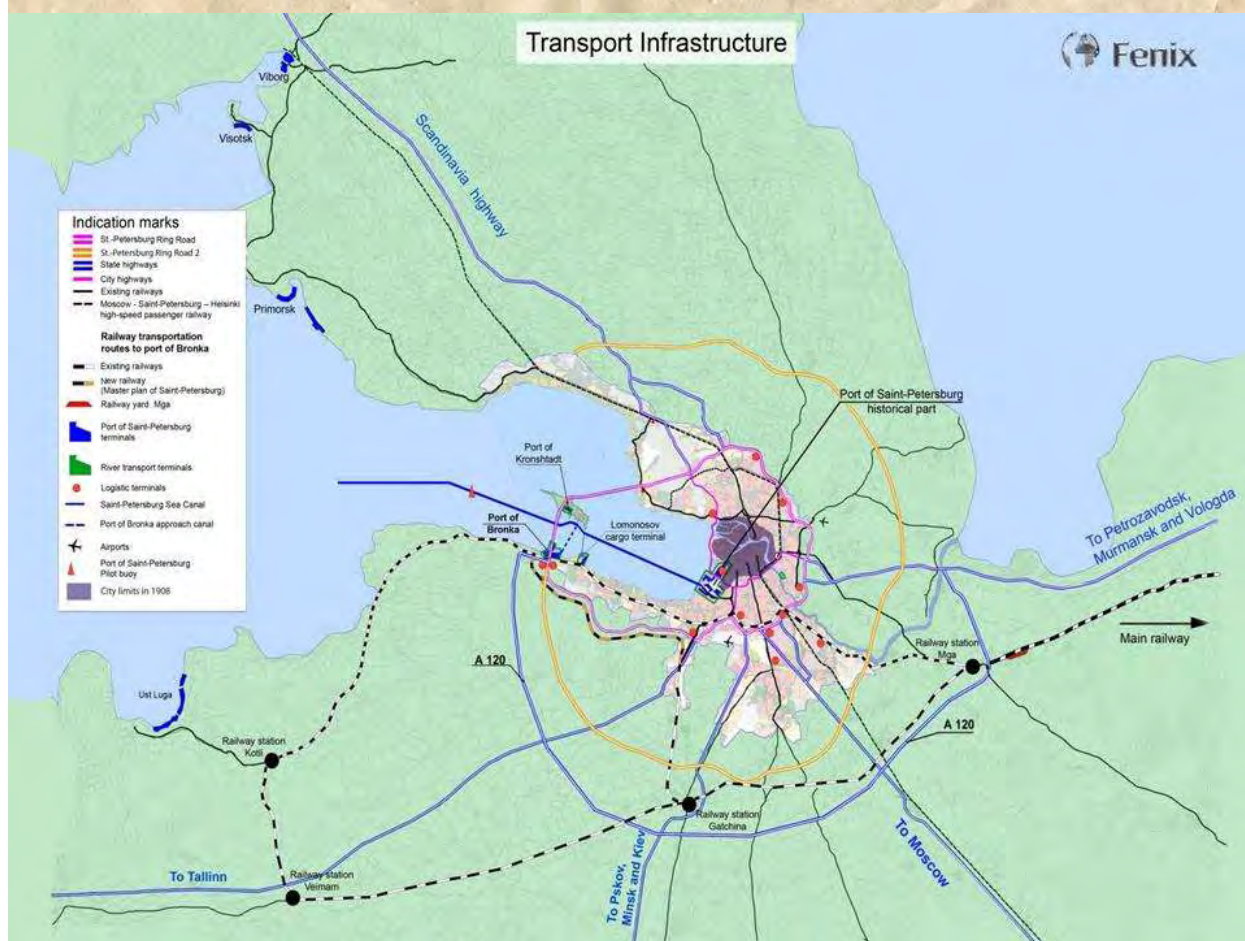 Transport Infrastructure
Fenix
Viborg
Visotsk
Scandinavia highway
Indication marks
St.-Petersburg Ring Road
St.-Petersburg Ring Road 2
State highways
City highways
Existing railways
Moscow - Saint-Petersburg – Helsinki
high-speed passenger railway
Railway transportation
routes to port of Bronka
Existing railways
New railway
(Master plan of Saint-Petersburg)
Railway yard Mga
Port of Saint-Petersburg
terminals
River transport terminals
Logistic terminals
Saint-Petersburg Sea Canal
Port of Bronka approach canal
Airports
Port of Saint-Petersburg
Pilot buoy
City limits in 1908
Primorsk
Port of Saint-Petersburg
historical part
Port of
Kronshtadt
Port of
Bronka
Lomonosov
cargo terminal
To Petrozavodsk,
Murmansk and Vologda
Main railway
Railway station
Mga
A 120
A 120
Ust Luga
Railway station
Kotli
Railway station
Gatchina
To Moscow
To Pskov,
Minsk and Kiev
To Tallinn
Railway station
Veimarn